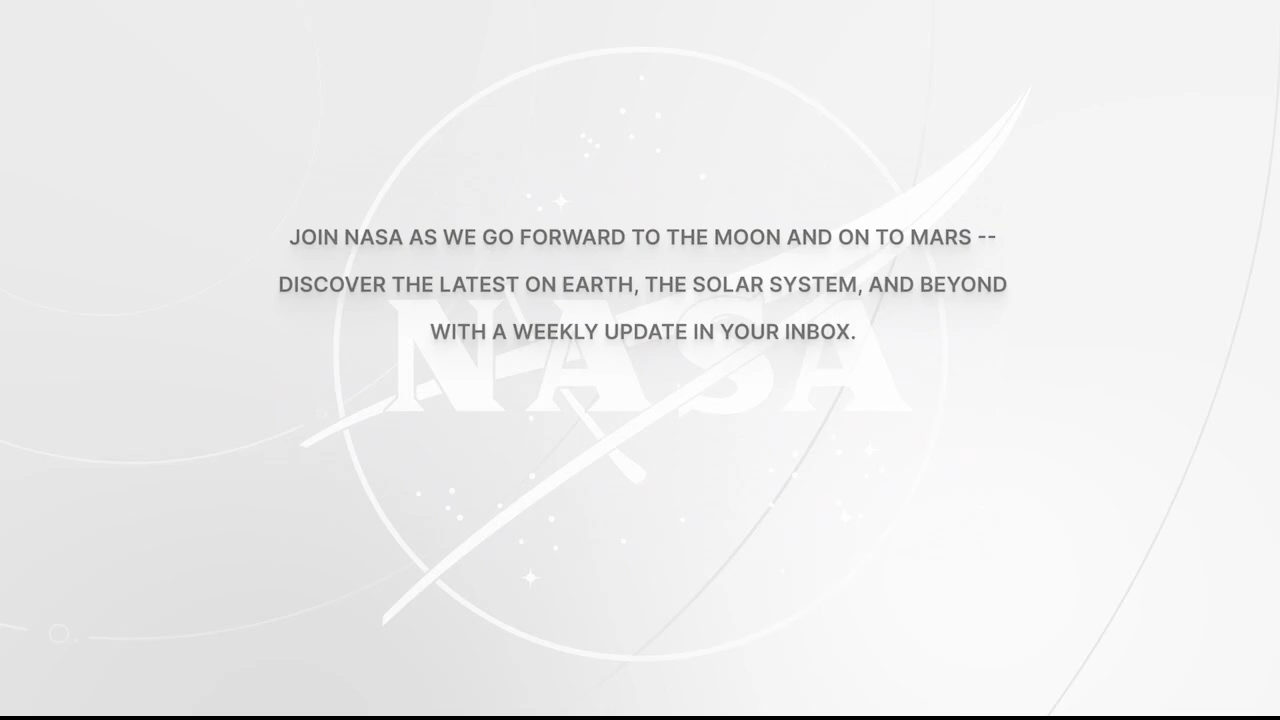 JOIN NASA AS WE GO FORWARD TO THE MOON AND ON TO MARS --
DISCOVER THE LATEST ON EARTH, THE SOLAR SYSTEM, AND BEYOND
WITH A WEEKLY UPDATE IN YOUR INBOX.
NASA